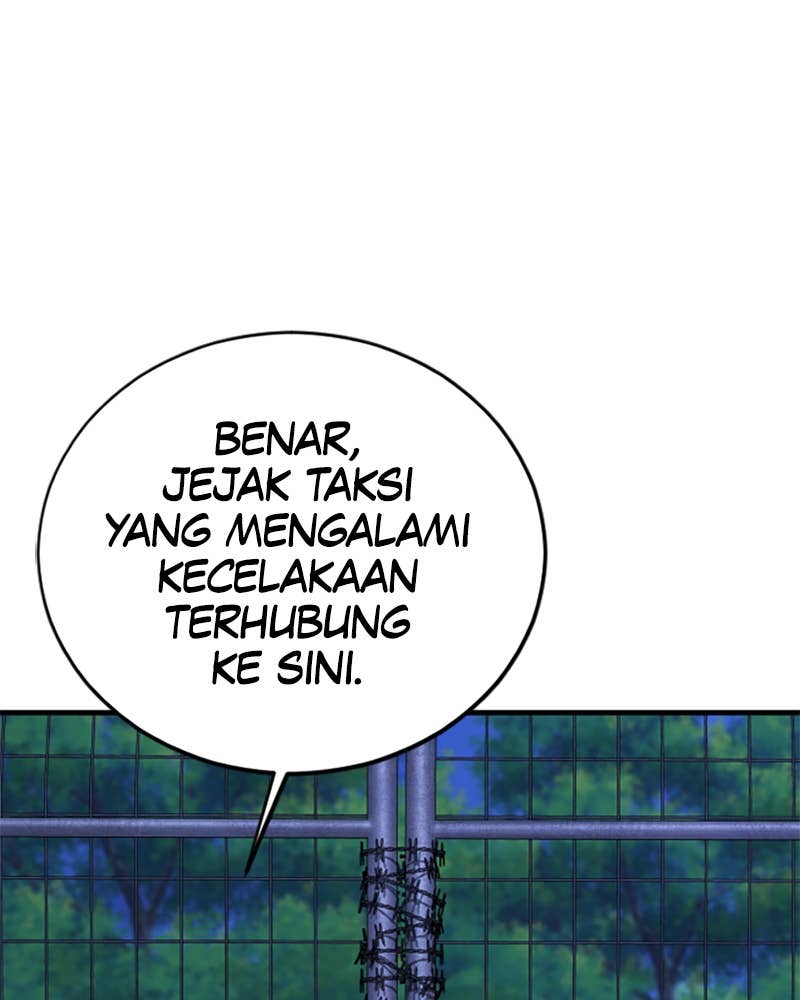 BENAR,
JEJAK TAKSI
YANG MENGALAMI
KECELAKAAN
TERHUBUNG
KE SINI.